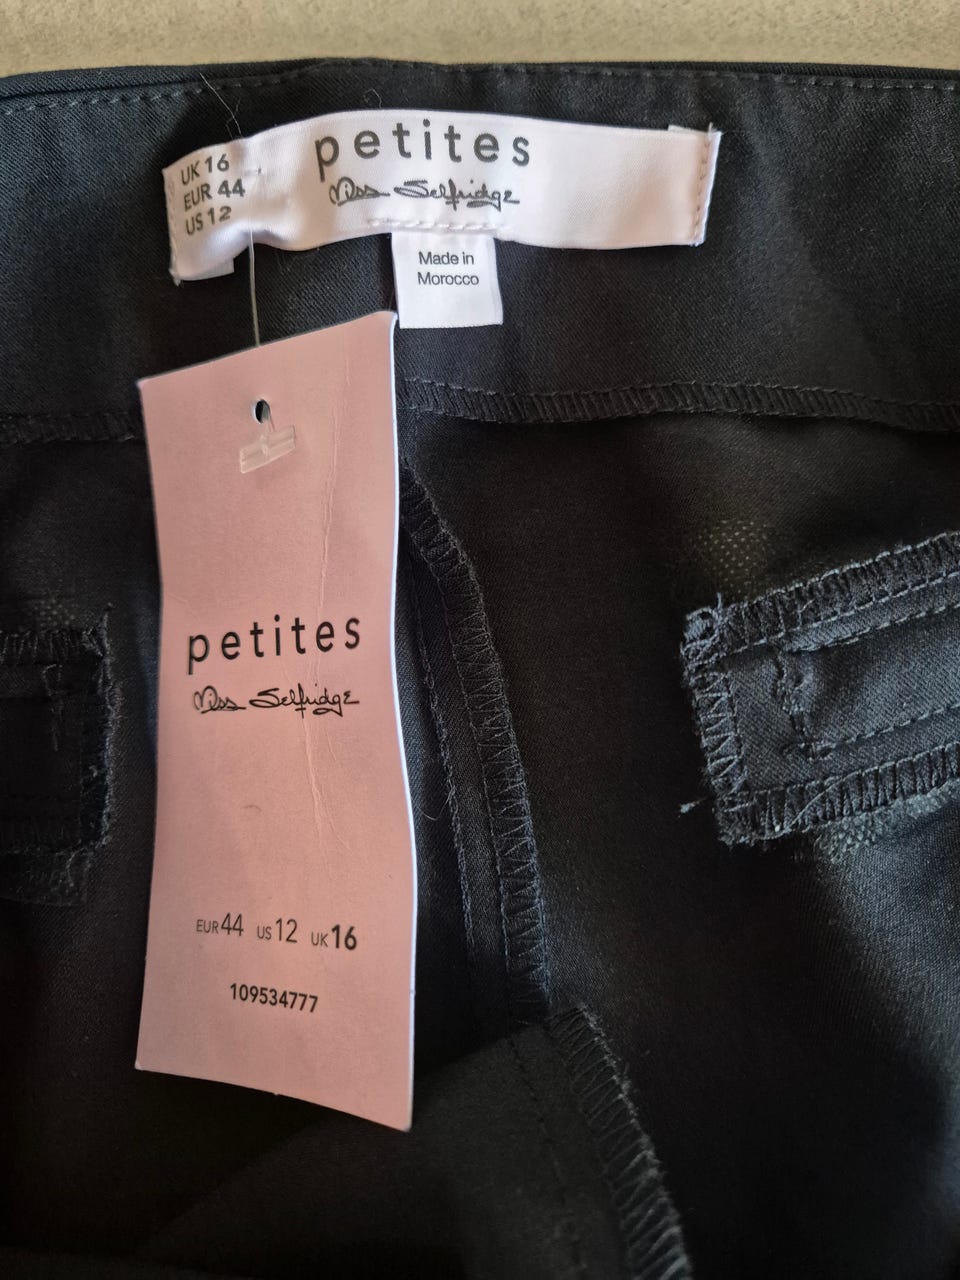 UK 16
EUR 44
US 12
petites
Miss Selfridge
Made in
Morocco
petites
Miss Selfridge
EUR 44 US 12 UK 16
109534777